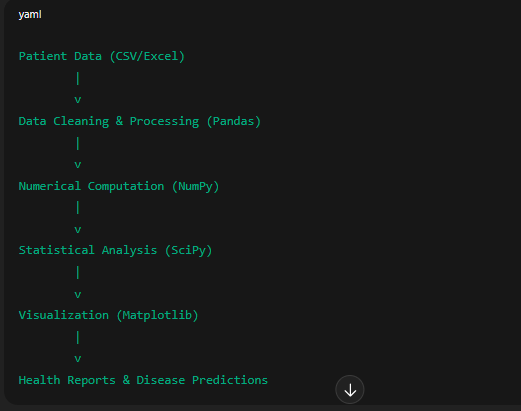 yaml
Patient Data (CSV/Excel)
|
v
Data Cleaning & Processing (Pandas)
|
v
Numerical Computation (NumPy)
|
v
Statistical Analysis (SciPy)
|
v
Visualization (Matplotlib)
|
v
Health Reports & Disease Predictions